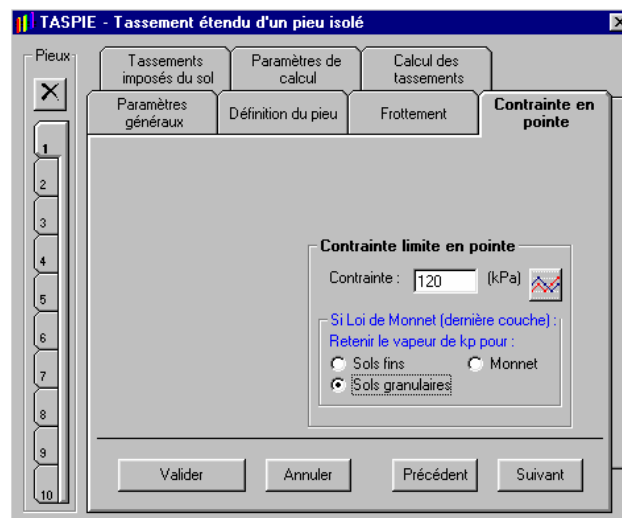 TASPIE - Tassement étendu d'un pieu isolé
Pieux
1
2
3
4
5
6
7
8
9
10
Tassements imposés du sol
Paramètres de calcul
Calcul des tassements
Paramètres généraux
Définition du pieu
Frottement
Contrainte en pointe
Contrainte limite en pointe
Contrainte : 120 (kPa)
Si Loi de Monnet (dernière couche) :
Retenir le vapeur de kp pour :
Sols fins
Monnet
Sols granulaires
Valider
Annuler
Précédent
Suivant